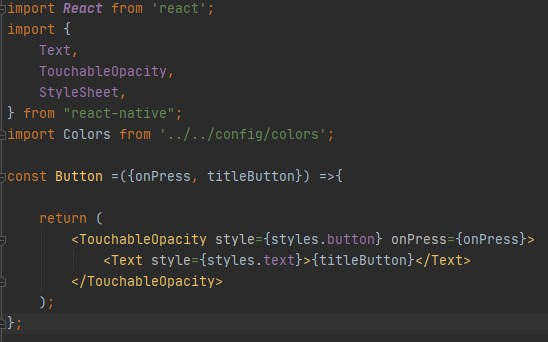 import React from 'react';
import {
    Text,
    TouchableOpacity,
    StyleSheet,
} from "react-native";
import Colors from '../../config/colors';

const Button =({onPress, titleButton}) =>{

    return (
        <TouchableOpacity style={styles.button} onPress={onPress}>
            <Text style={styles.text}>{titleButton}</Text>
        </TouchableOpacity>
    );
};